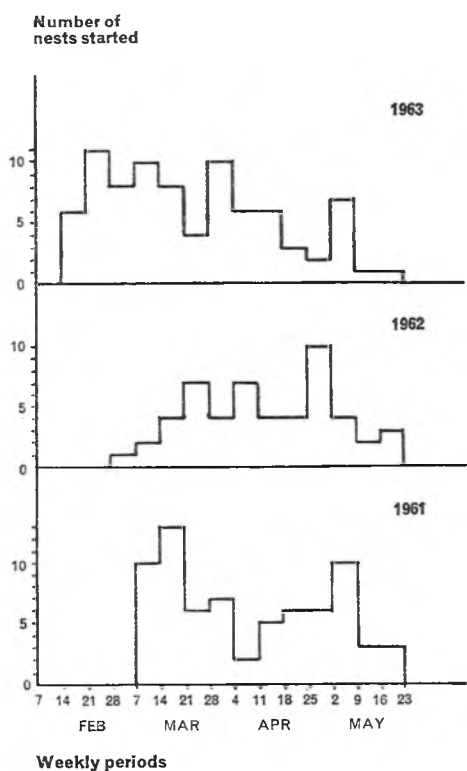 Number of
nests started
1963
10
5
0
1962
10
5
0
1961
10
5
0
7 14 21 28 7 14 21 28 4 11 18 25 2 9 16 23
FEB MAR APR MAY
Weekly periods